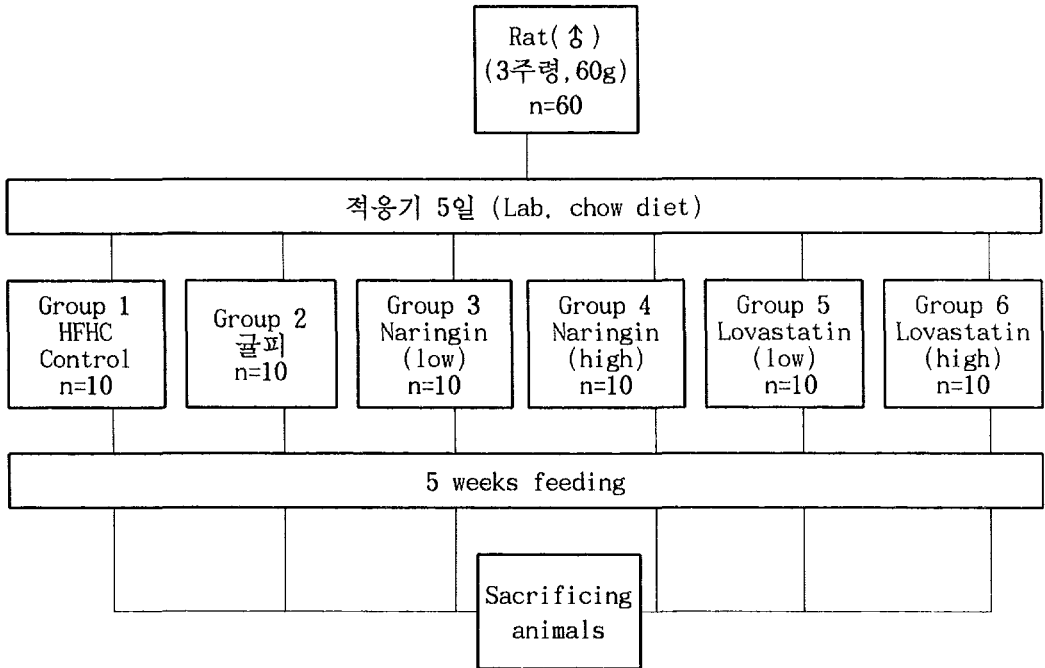 Rat(♂)
(3주령,60g)
n=60
적응기 5일 (Lab. chow diet)
Group 1
HFHC
Control
n=10
Group 2
귤피
n=10
Group 3
Naringin
(low)
n=10
Group 4
Naringin
(high)
n=10
Group 5
Lovastatin
(low)
n=10
Group 6
Lovastatin
(high)
n=10
5 weeks feeding
Sacrificing
animals